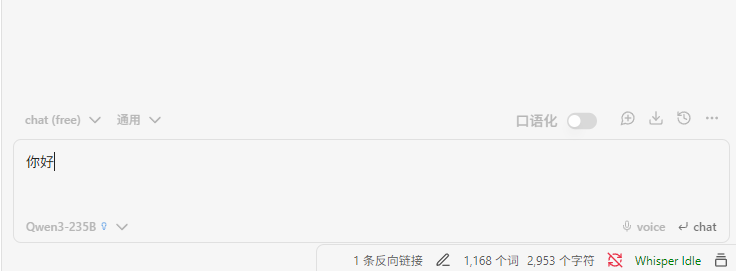 chat (free) 通用 口语化
你好
Qwen3-235B voice chat
1 条反向链接 1,168 个词 2,953 个字符 Whisper Idle